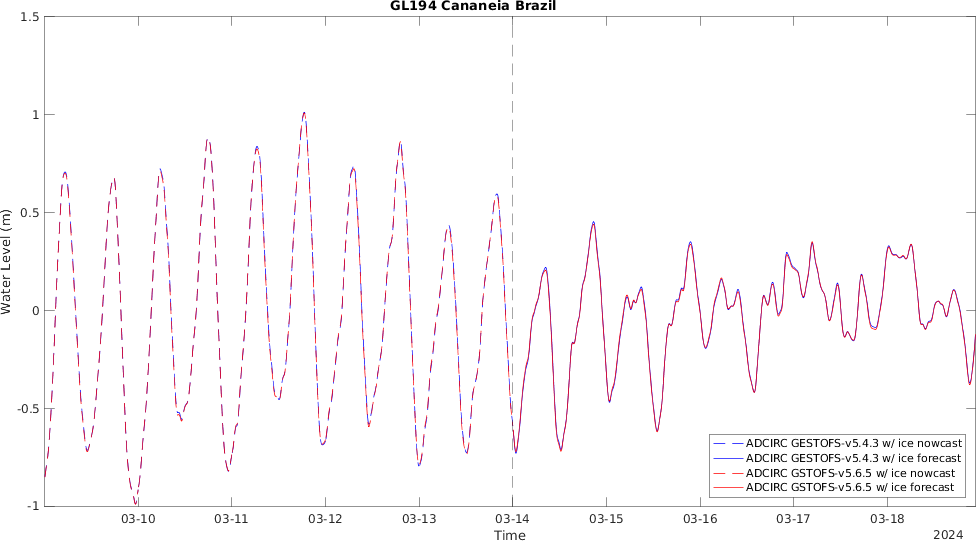 GL194 Cananeia Brazil
1.5
1
0.5
0
-0.5
-1
Water Level (m)
03-10 03-11 03-12 03-13 03-14 03-15 03-16 03-17 03-18
Time
2024
ADCIRC GESTOFS-v5.4.3 w/ ice nowcast
ADCIRC GESTOFS-v5.4.3 w/ ice forecast
ADCIRC GSTOFS-v5.6.5 w/ ice nowcast
ADCIRC GSTOFS-v5.6.5 w/ ice forecast